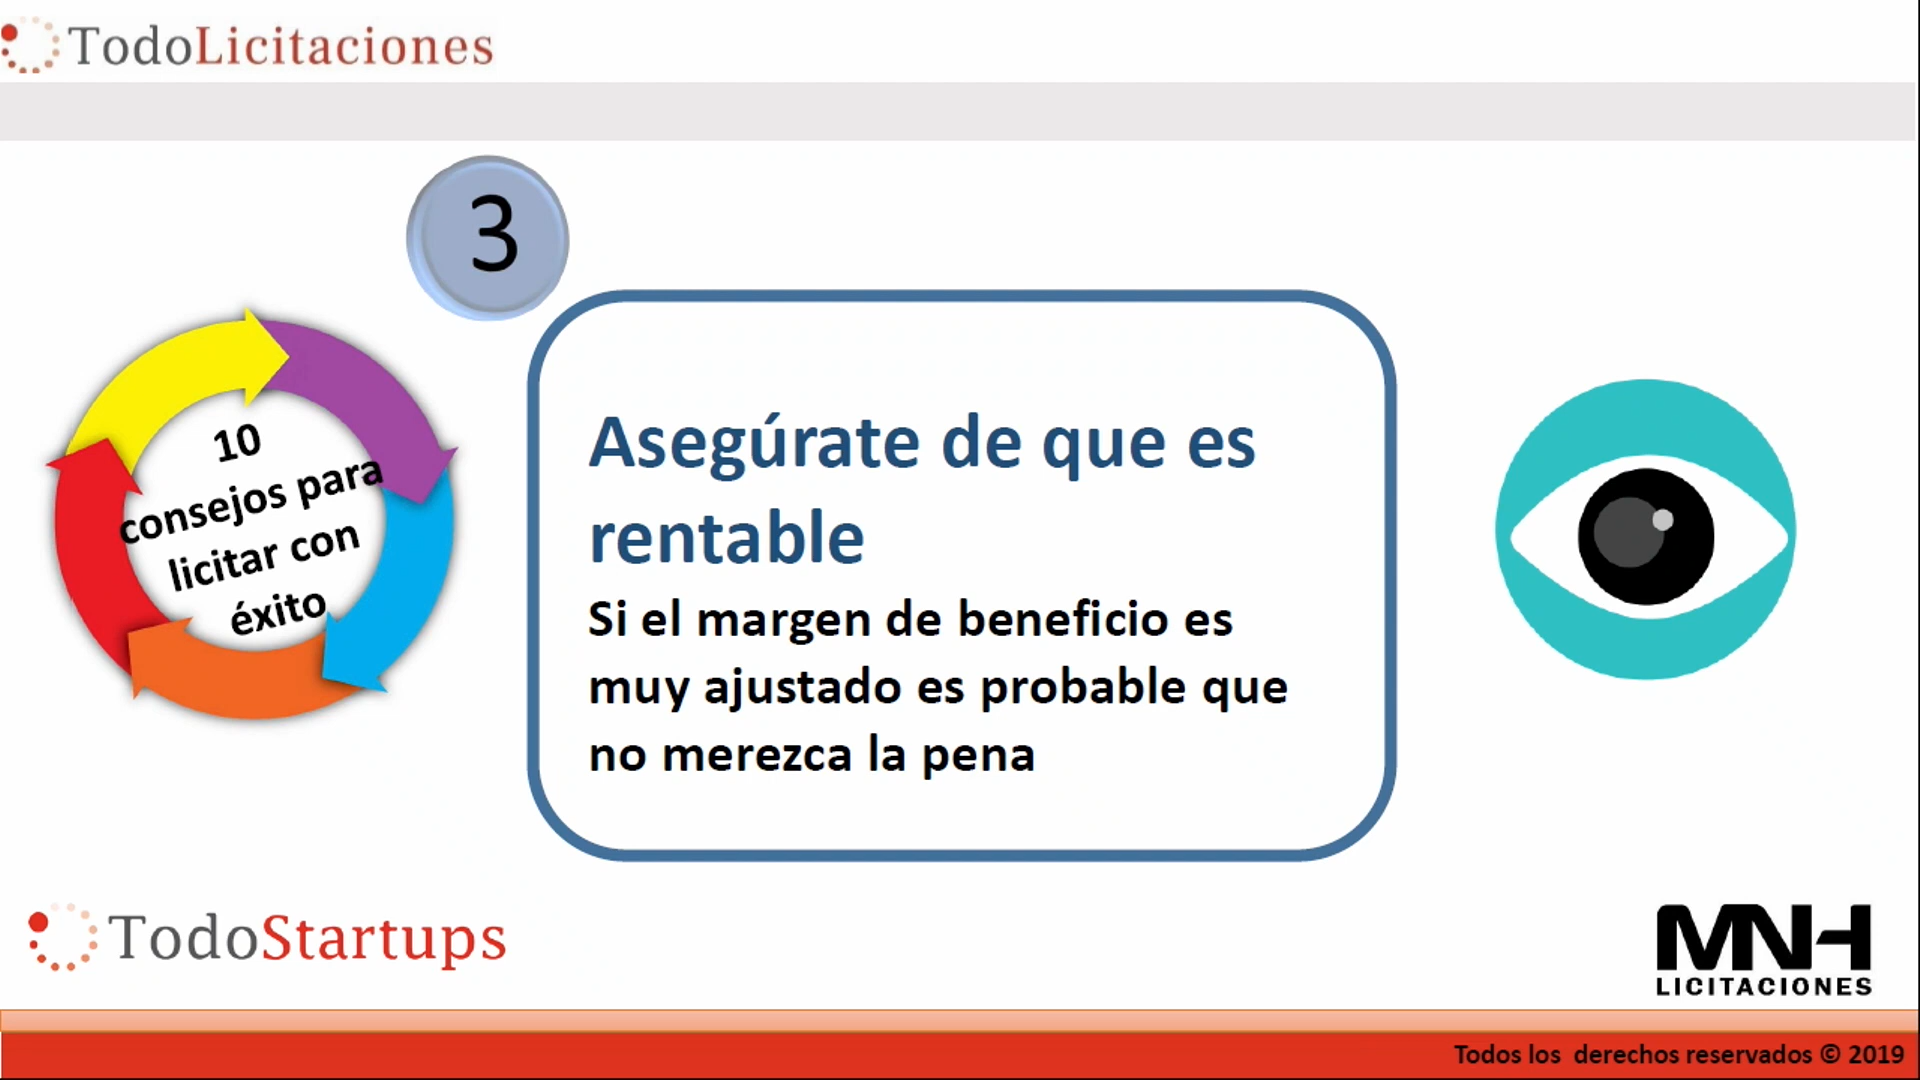 TodoLicitaciones
3
10
consejos para
licitar con
éxito
Asegúrate de que es
rentable
Si el margen de beneficio es
muy ajustado es probable que
no merezca la pena
TodoStartups
MNH
LICITACIONES
Todos los derechos reservados © 2019